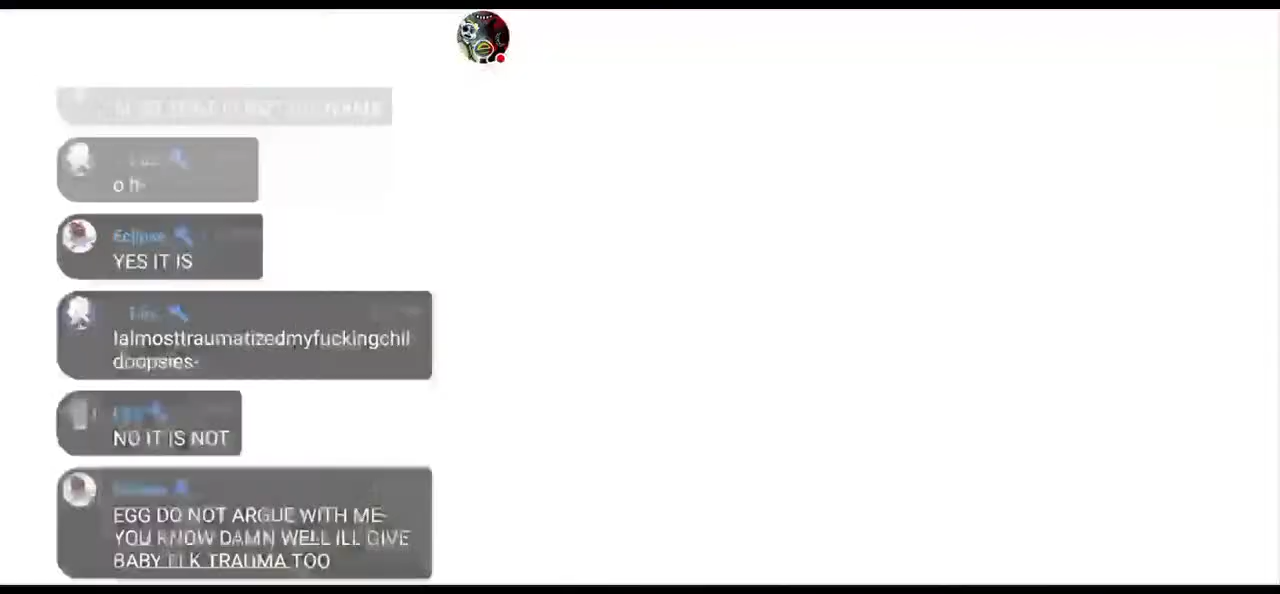 o h-
Eclipse
YES IT IS
Ialmosttraumatizedmyfuckingchil
doopsies-
NO IT IS NOT
EGG DO NOT ARGUE WITH ME-
YOU KNOW DAMN WELL ILL GIVE
BABY ELK TRAUMA TOO